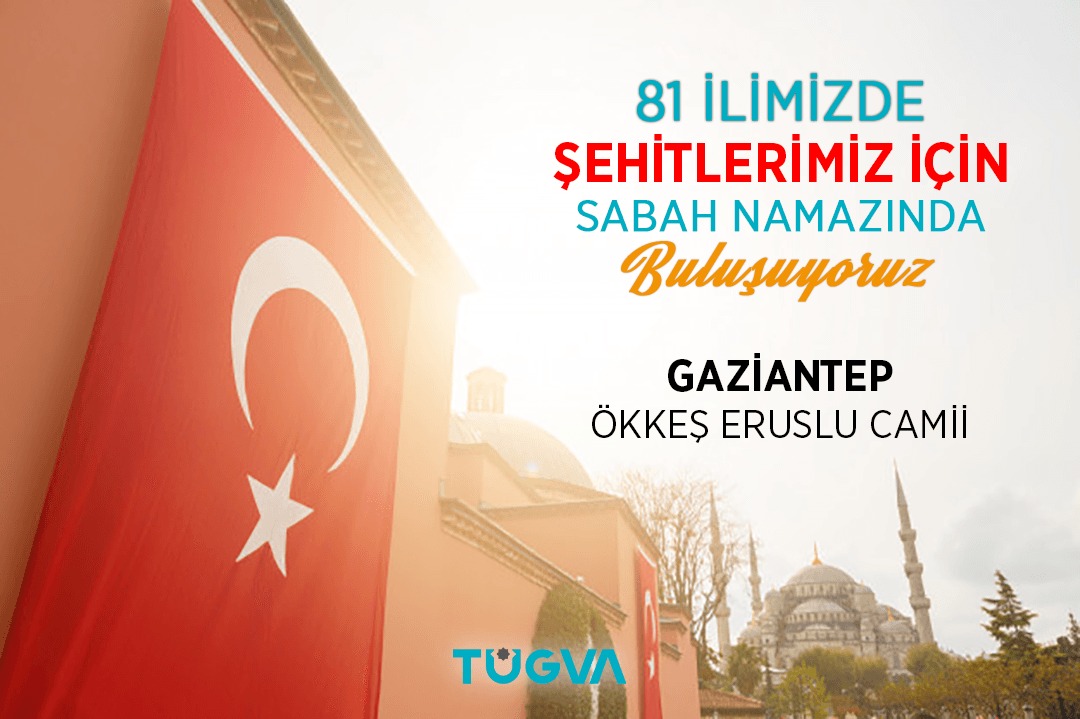 81 İLİMİZDE
ŞEHİTLERİMİZ İÇİN
SABAH NAMAZINDA
Buluşuyoruz
GAZİANTEP
ÖKKEŞ ERUSLU CAMİİ
TÜGVA